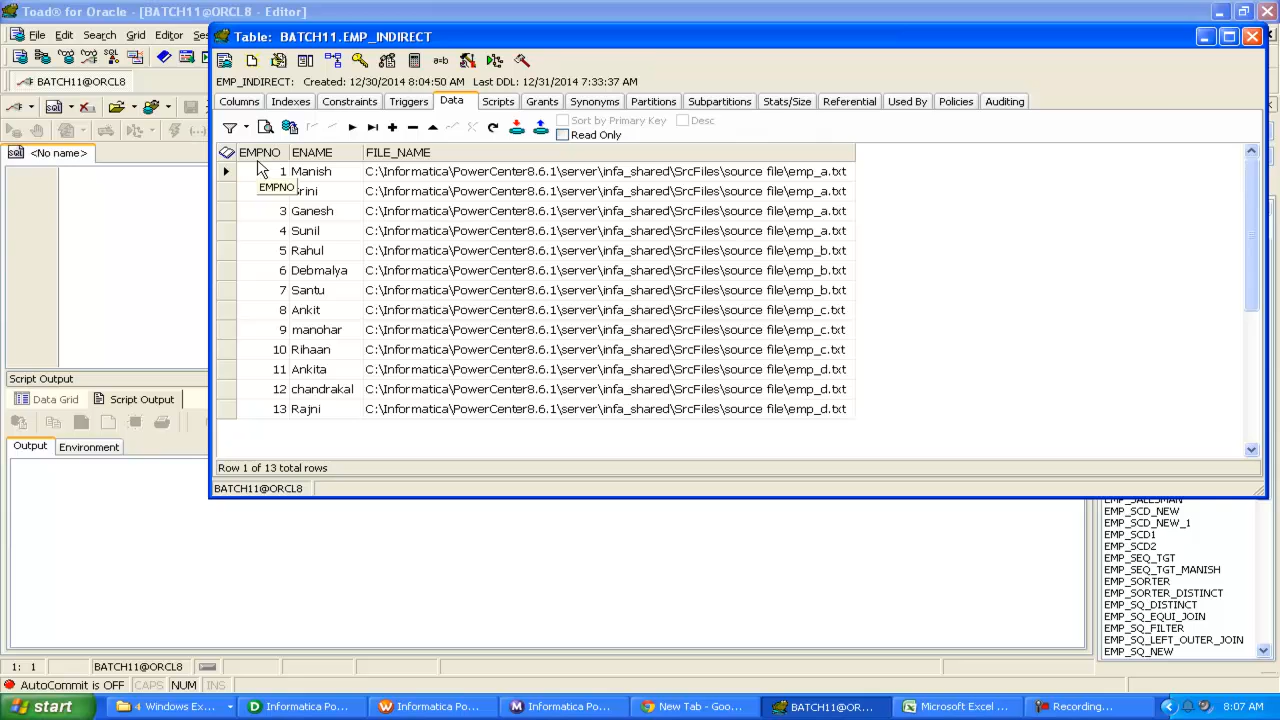 Toad® for Oracle - [BATCH11@ORCL8 - Editor]
File Edit Search Grid Editor Ses
BATCH11@ORCL8
<No name>
Table: BATCH11.EMP_INDIRECT
EMP_INDIRECT: Created: 12/30/2014 8:04:50 AM Last DDL: 12/31/2014 7:33:37 AM
Columns Indexes Constraints Triggers Data Scripts Grants Synonyms Partitions Subpartitions Stats/Size Referential Used By Policies Auditing
Sort by Primary Key Desc
Read Only
EMPNO ENAME FILE_NAME
1 Manish C:\Informatica\PowerCenter8.6.1\server\infa_shared\SrcFiles\source file\emp_a.txt
EMPNO rini C:\Informatica\PowerCenter8.6.1\server\infa_shared\SrcFiles\source file\emp_a.txt
3 Ganesh C:\Informatica\PowerCenter8.6.1\server\infa_shared\SrcFiles\source file\emp_a.txt
4 Sunil C:\Informatica\PowerCenter8.6.1\server\infa_shared\SrcFiles\source file\emp_a.txt
5 Rahul C:\Informatica\PowerCenter8.6.1\server\infa_shared\SrcFiles\source file\emp_b.txt
6 Debmalya C:\Informatica\PowerCenter8.6.1\server\infa_shared\SrcFiles\source file\emp_b.txt
7 Santu C:\Informatica\PowerCenter8.6.1\server\infa_shared\SrcFiles\source file\emp_b.txt
8 Ankit C:\Informatica\PowerCenter8.6.1\server\infa_shared\SrcFiles\source file\emp_c.txt
9 manohar C:\Informatica\PowerCenter8.6.1\server\infa_shared\SrcFiles\source file\emp_c.txt
10 Rihaan C:\Informatica\PowerCenter8.6.1\server\infa_shared\SrcFiles\source file\emp_c.txt
11 Ankita C:\Informatica\PowerCenter8.6.1\server\infa_shared\SrcFiles\source file\emp_d.txt
12 chandrakal C:\Informatica\PowerCenter8.6.1\server\infa_shared\SrcFiles\source file\emp_d.txt
13 Rajni C:\Informatica\PowerCenter8.6.1\server\infa_shared\SrcFiles\source file\emp_d.txt
Row 1 of 13 total rows
BATCH11@ORCL8
Script Output
Data Grid Script Output
Output Environment
EMP_SALESMAN
EMP_SCD_NEW
EMP_SCD_NEW_1
EMP_SCD1
EMP_SCD2
EMP_SEQ_TGT
EMP_SEQ_TGT_MANISH
EMP_SORTER
EMP_SORTER_DISTINCT
EMP_SQ_DISTINCT
EMP_SQ_EQUI_JOIN
EMP_SQ_FILTER
EMP_SQ_LEFT_OUTER_JOIN
EMP_SQ_NEW
1: 1 BATCH11@ORCL8
AutoCommit is OFF CAPS NUM INS
start 4 Windows Ex... Informatica Po... Informatica Po... Informatica Po... New Tab - Goo... BATCH11@OR... Microsoft Excel ... Recording... 8:07 AM